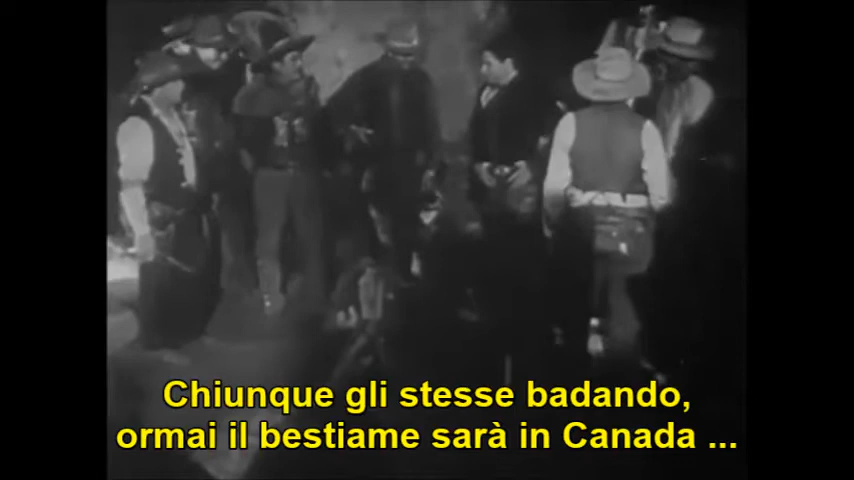 Chiunque gli stesse badando,
ormai il bestiame sarà in Canada ...